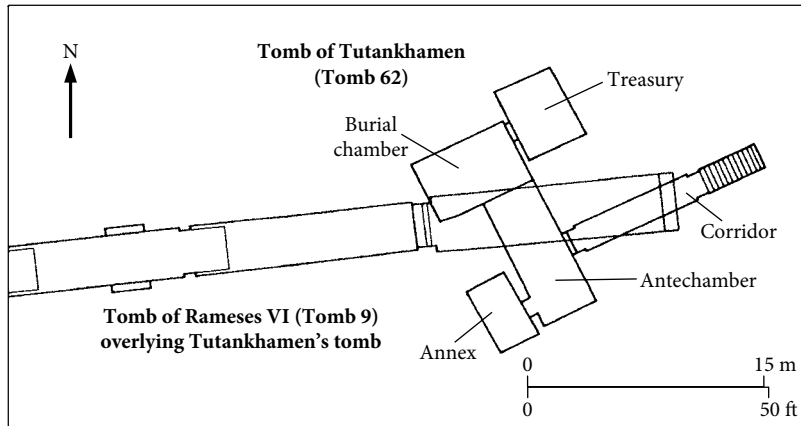 N
Tomb of Tutankhamen
(Tomb 62)
Treasury
Burial
chamber
Corridor
Antechamber
Tomb of Rameses VI (Tomb 9)
overlying Tutankhamen's tomb
Annex
0 15 m
0 50 ft